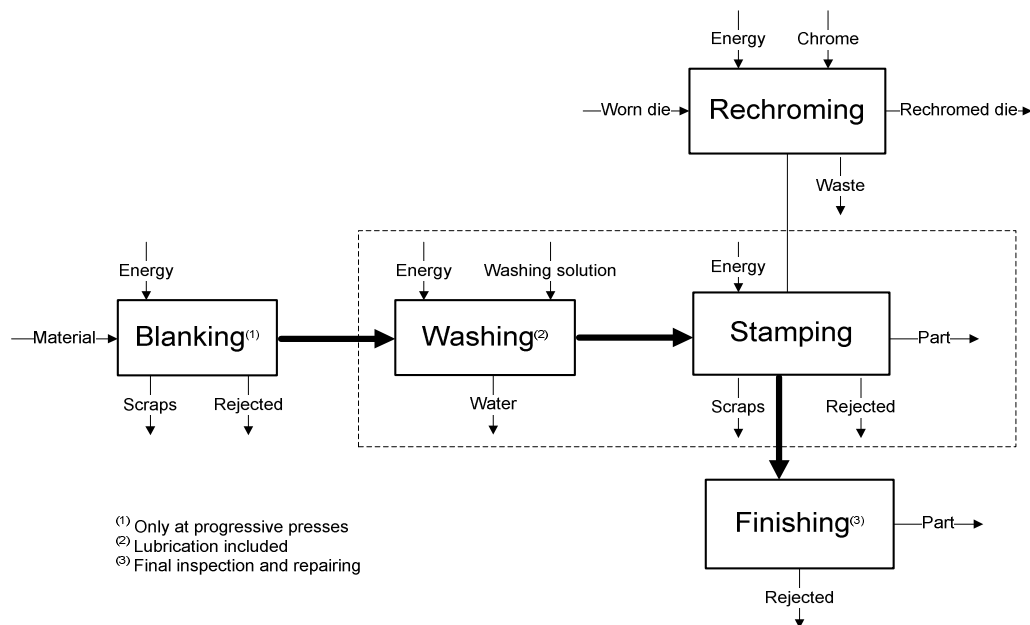 Energy Chrome
Worn die Rechroming Rechromed die
Waste
Energy Energy Washing solution Energy
Material Blanking(1) Washing(2) Stamping Part
Scraps Rejected Water Scraps Rejected
Finishing(3) Part
Rejected
(1) Only at progressive presses
(2) Lubrication included
(3) Final inspection and repairing